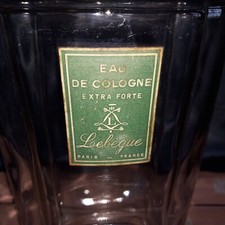 EAU
DE COLOGNE
EXTRA FORTE
L
Lebègue
PARIS - FRANCE